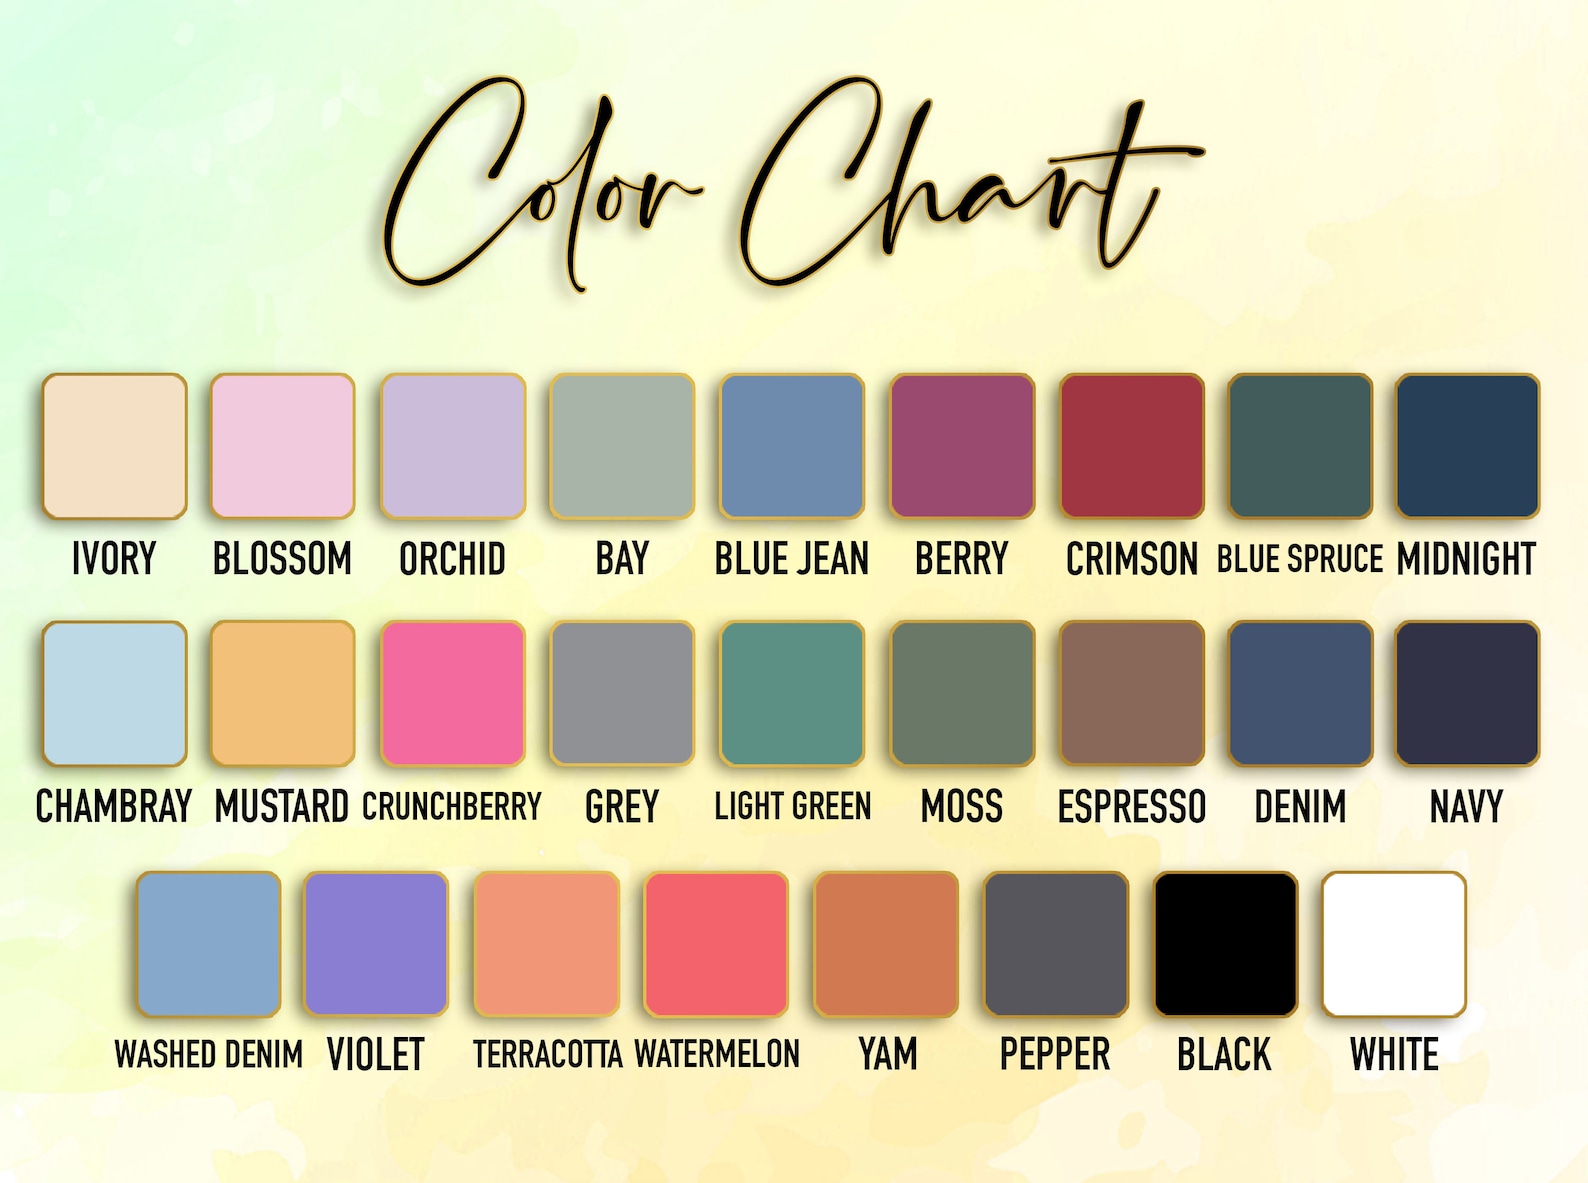 Color Chart
IVORY BLOSSOM ORCHID BAY BLUE JEAN BERRY CRIMSON BLUE SPRUCE MIDNIGHT
CHAMBRAY MUSTARD CRUNCHBERRY GREY LIGHT GREEN MOSS ESPRESSO DENIM NAVY
WASHED DENIM VIOLET TERRACOTTA WATERMELON YAM PEPPER BLACK WHITE